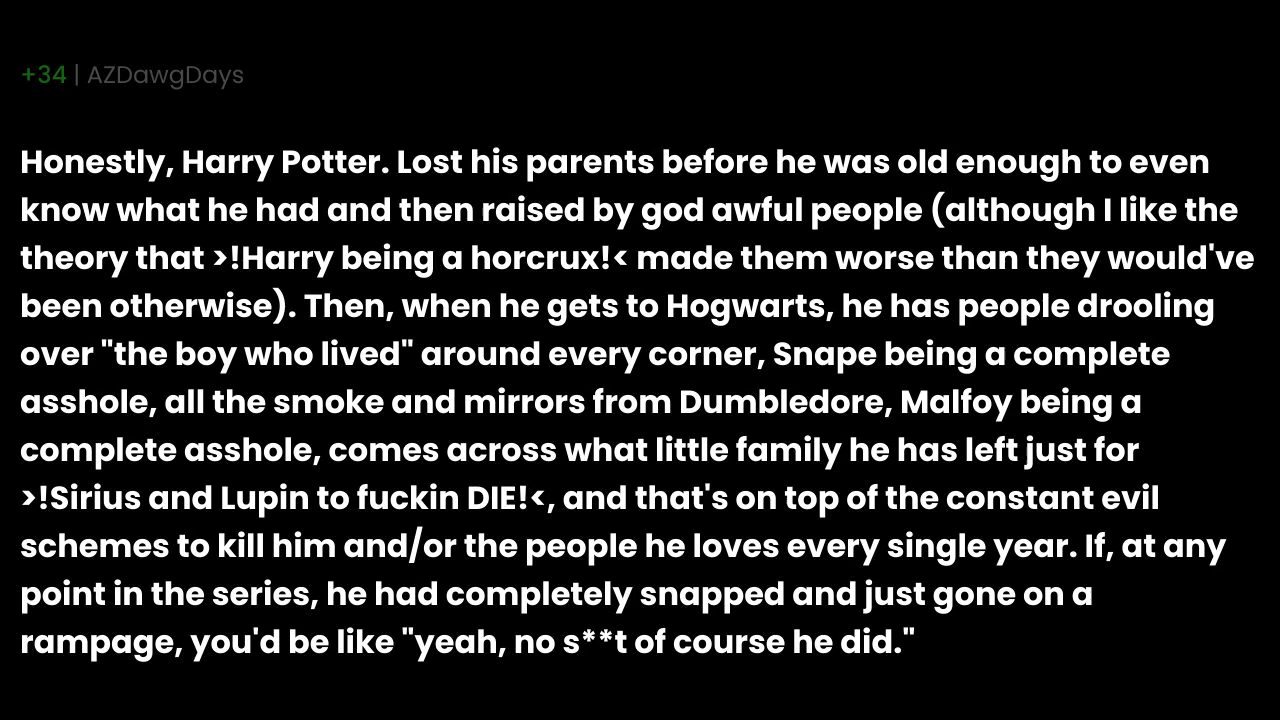 +34 | AZDawgDays
Honestly, Harry Potter. Lost his parents before he was old enough to even
know what he had and then raised by god awful people (although I like the
theory that >!Harry being a horcrux!< made them worse than they would've
been otherwise). Then, when he gets to Hogwarts, he has people drooling
over "the boy who lived" around every corner, Snape being a complete
asshole, all the smoke and mirrors from Dumbledore, Malfoy being a
complete asshole, comes across what little family he has left just for
>!Sirius and Lupin to fuckin DIE!<, and that's on top of the constant evil
schemes to kill him and/or the people he loves every single year. If, at any
point in the series, he had completely snapped and just gone on a
rampage, you'd be like "yeah, no s**t of course he did."